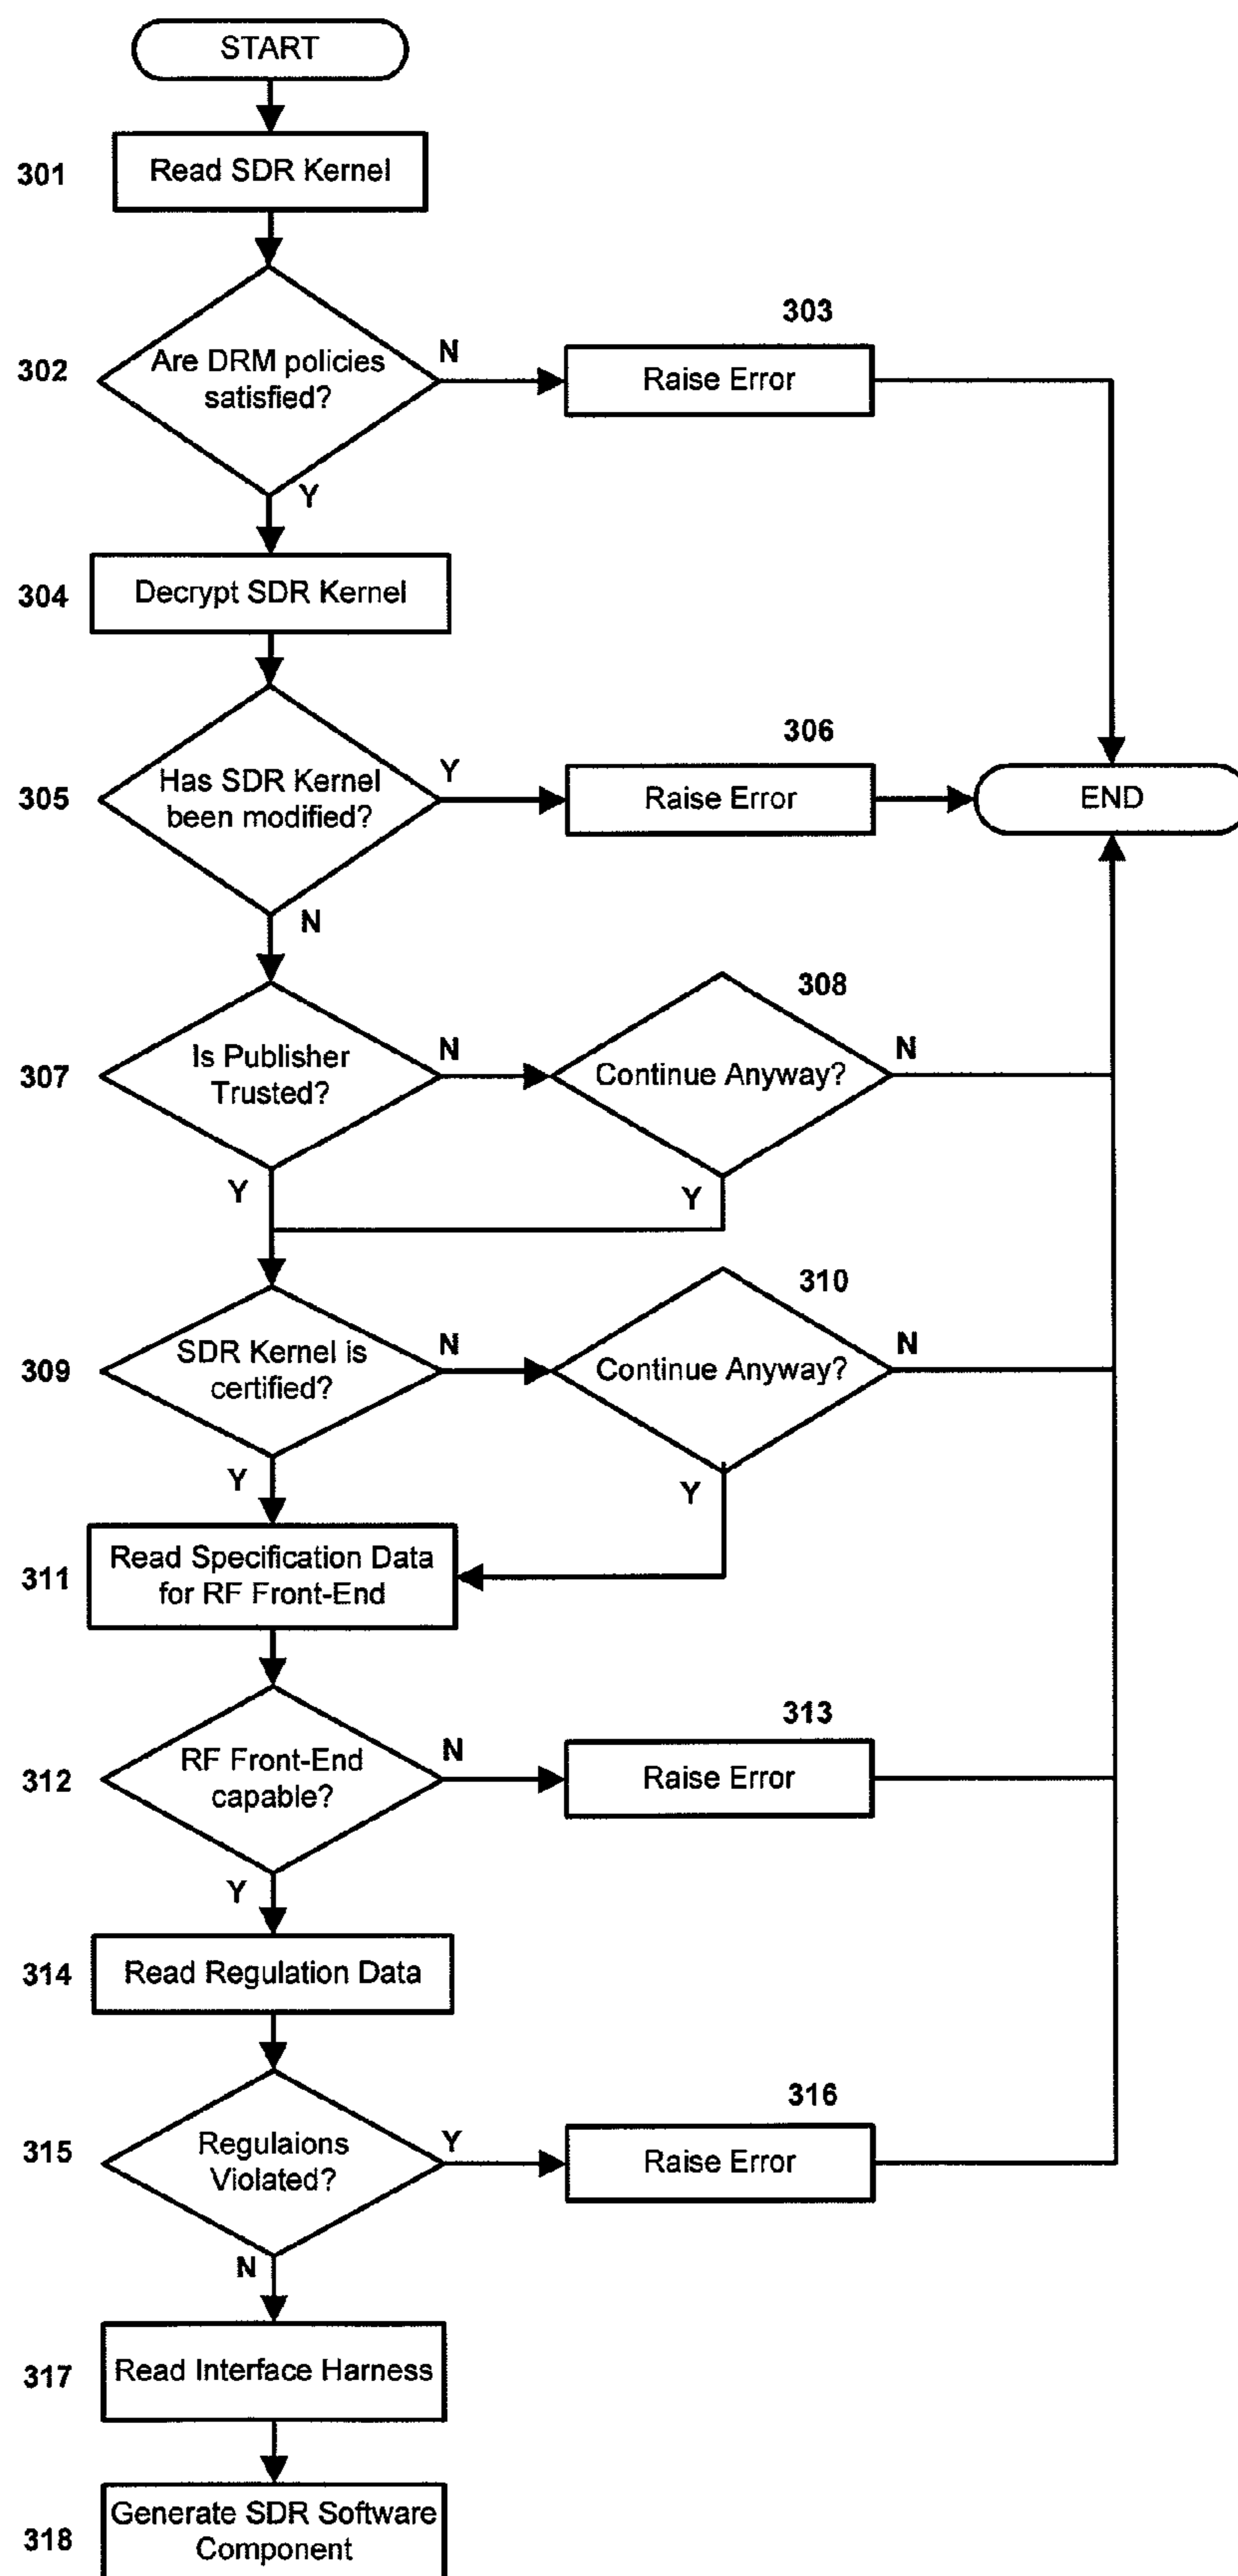 START
301
Read SDR Kernel
302
Are DRM policies
satisfied?
N
303
Raise Error
Y
304
Decrypt SDR Kernel
305
Has SDR Kernel
been modified?
Y
306
Raise Error
END
N
307
Is Publisher
Trusted?
N
308
Continue Anyway?
N
Y
Y
309
SDR Kernel is
certified?
N
310
Continue Anyway?
N
Y
Y
311
Read Specification Data
for RF Front-End
312
RF Front-End
capable?
N
313
Raise Error
Y
314
Read Regulation Data
315
Regulaions
Violated?
Y
316
Raise Error
N
317
Read Interface Harness
318
Generate SDR Software
Component